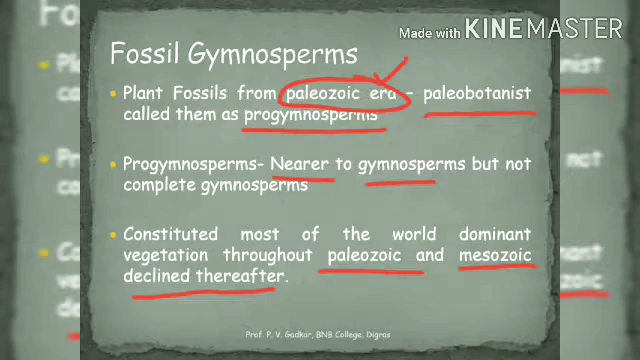 Made with KINEMASTER
Fossil Gymnosperms
• Plant Fossils from paleozoic era - paleobotanist
called them as progymnosperms
• Progymnosperms- Nearer to gymnosperms but not
complete gymnosperms
• Constituted most of the world dominant
vegetation throughout paleozoic and mesozoic
declined thereafter.
Prof. P. V. Gadkar, BNB College, Digras